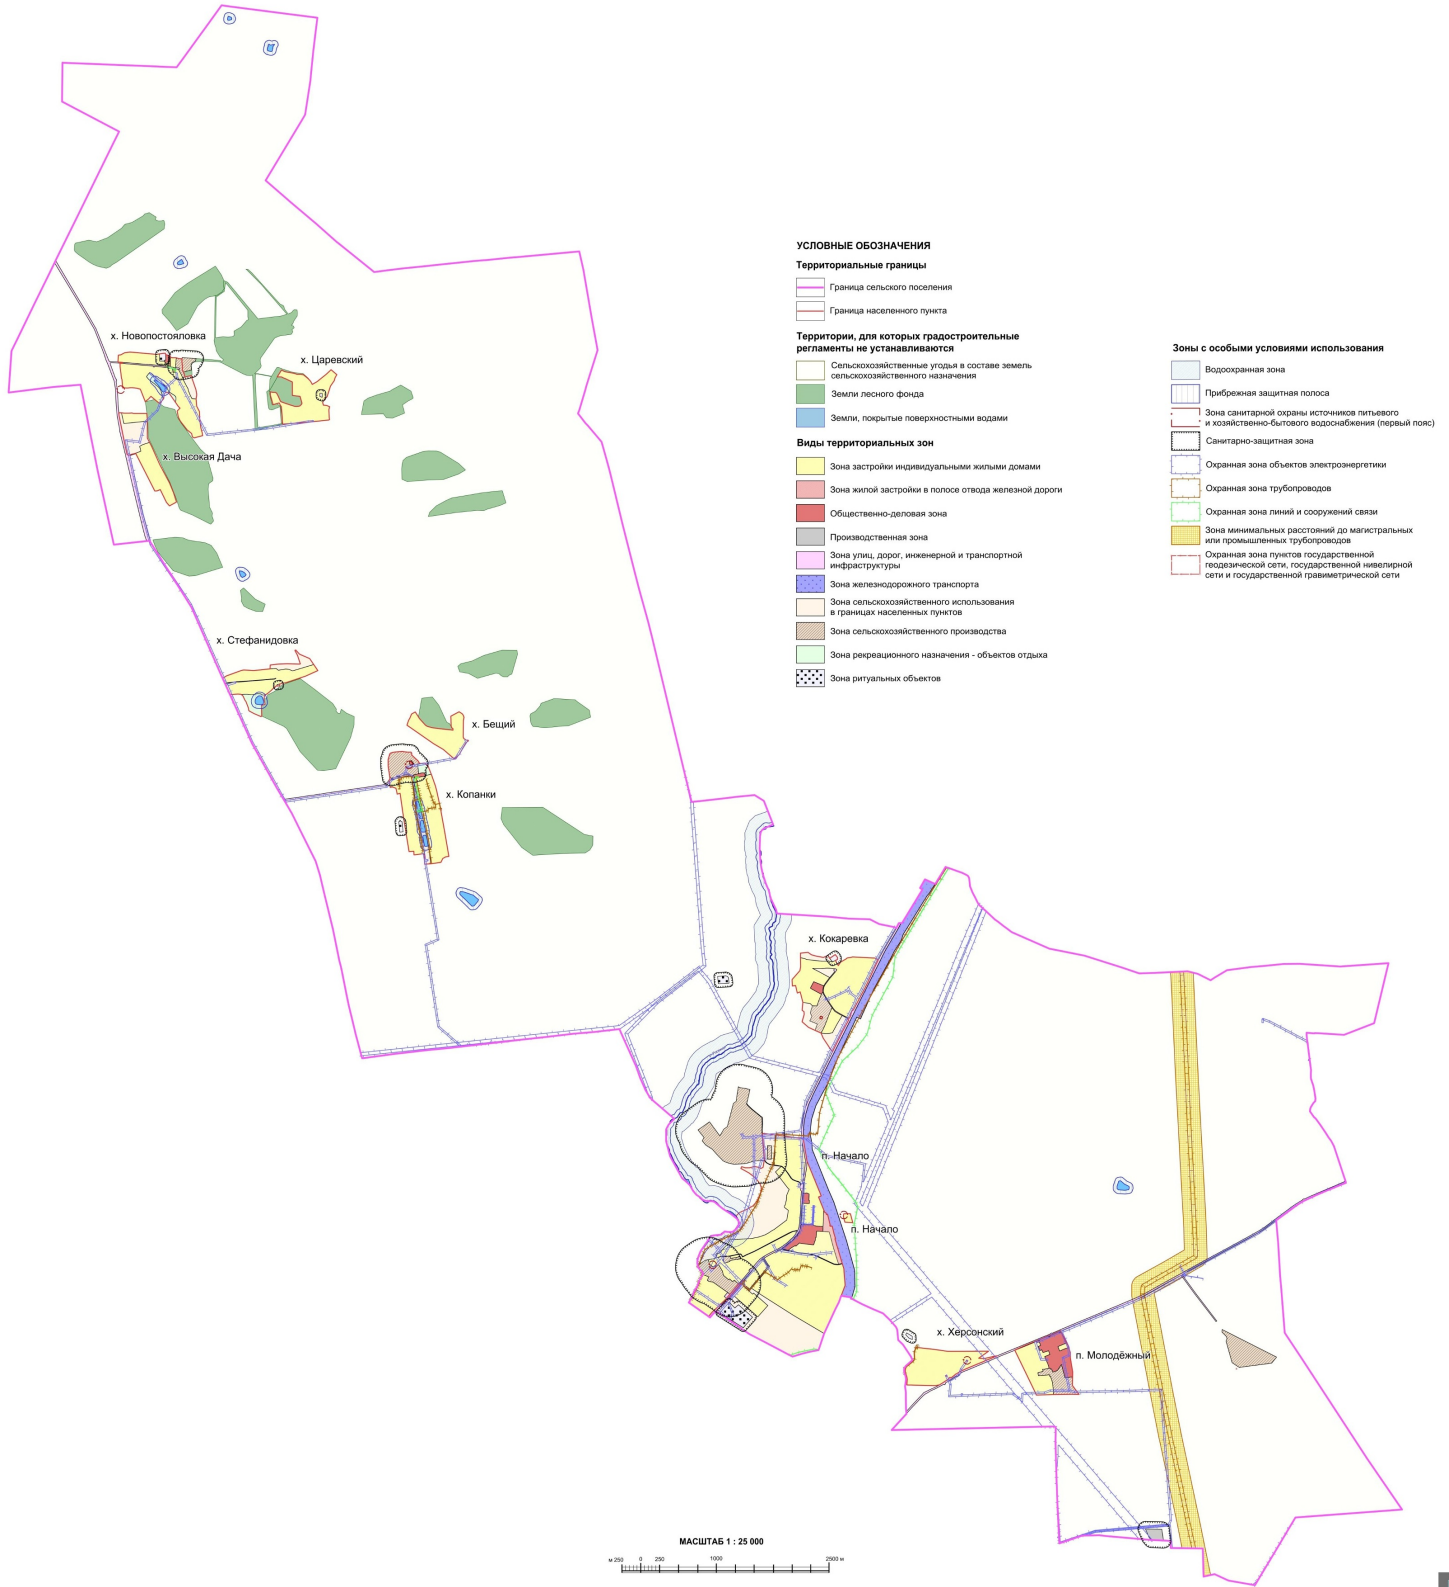 УСЛОВНЫЕ ОБОЗНАЧЕНИЯ
Территориальные границы
Граница сельского поселения
Граница населенного пункта
Территории, для которых градостроительные
регламенты не устанавливаются
Сельскохозяйственные угодья в составе земель
сельскохозяйственного назначения
Земли лесного фонда
Земли, покрытые поверхностными водами
Виды территориальных зон
Зона застройки индивидуальными жилыми домами
Зона жилой застройки в полосе отвода железной дороги
Общественно-деловая зона
Производственная зона
Зона улиц, дорог, инженерной и транспортной
инфраструктуры
Зона железнодорожного транспорта
Зона сельскохозяйственного использования
в границах населенных пунктов
Зона сельскохозяйственного производства
Зона рекреационного назначения - объектов отдыха
Зона ритуальных объектов
Зоны с особыми условиями использования
Водоохранная зона
Прибрежная защитная полоса
Зона санитарной охраны источников питьевого
и хозяйственно-бытового водоснабжения (первый пояс)
Санитарно-защитная зона
Охранная зона объектов электроэнергетики
Охранная зона трубопроводов
Охранная зона линий и сооружений связи
Зона минимальных расстояний до магистральных
или промышленных трубопроводов
Охранная зона пунктов государственной
геодезической сети, государственной нивелирной
сети и государственной гравиметрической сети
х. Новопостояловка
х. Царевский
х. Высокая Дача
х. Стефанидовка
х. Бещий
х. Копанки
х. Кокаревка
п. Начало
п. Начало
х. Херсонский
п. Молодёжный
МАСШТАБ 1 : 25 000
м 250 0 250 1000 2500 м